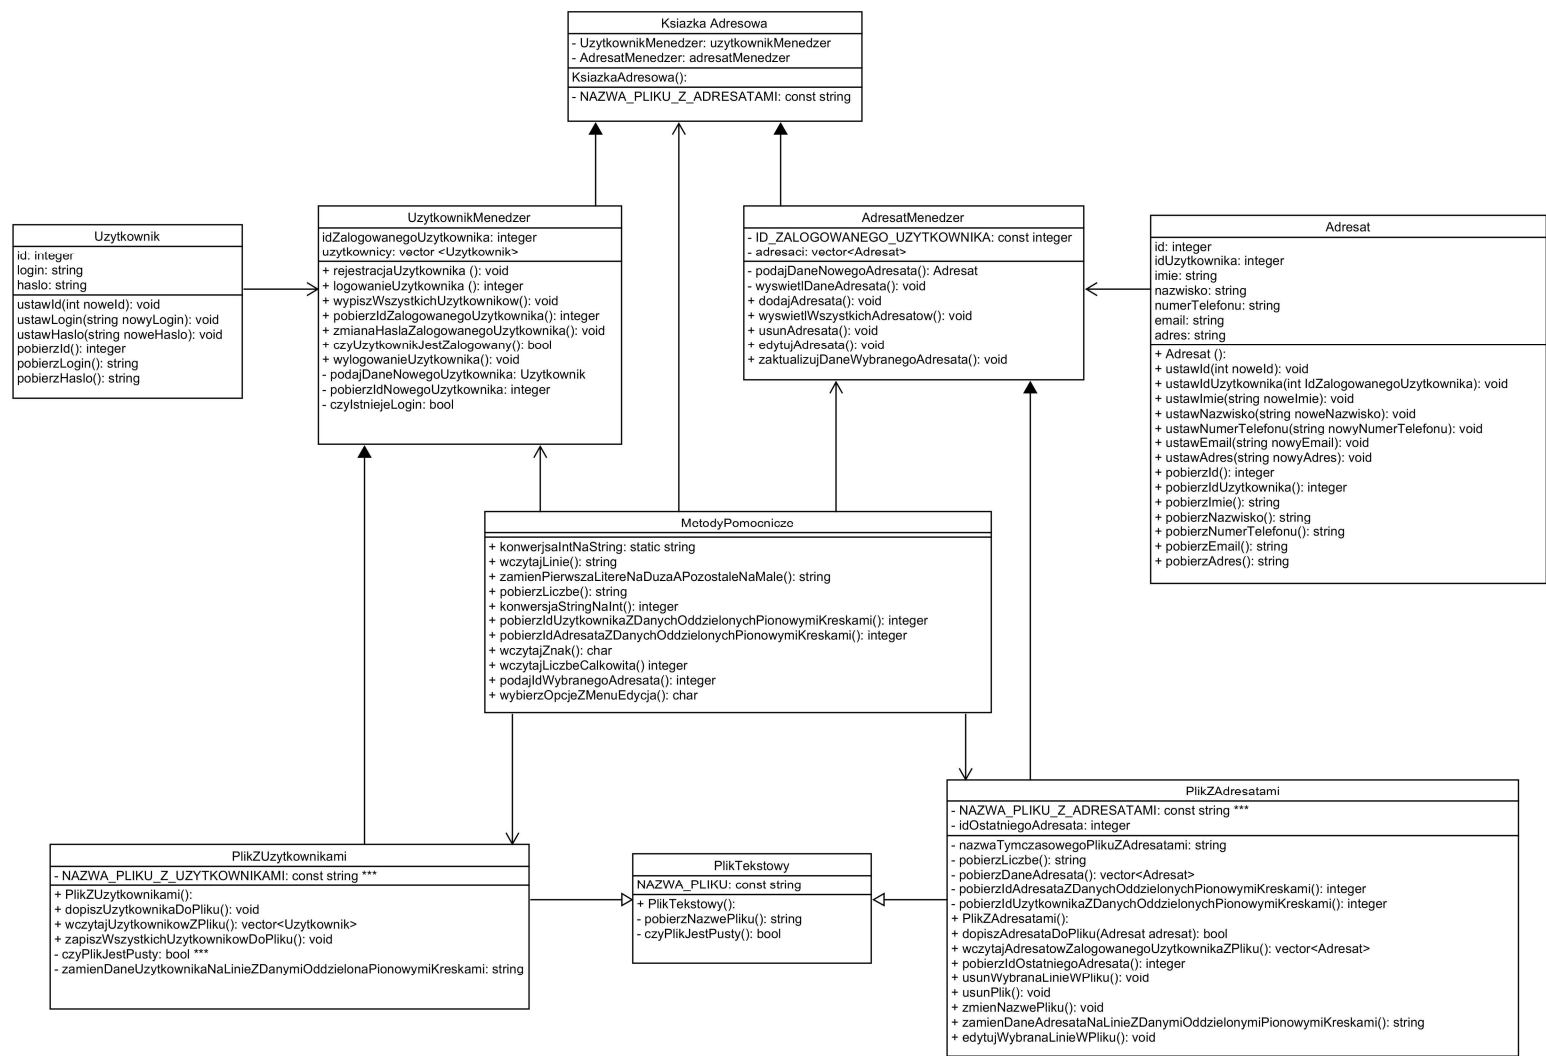 Ksiazka Adresowa
- UzytkownikMenedzer: uzytkownikMenedzer
- AdresatMenedzer: adresatMenedzer
KsiazkaAdresowa():
- NAZWA_PLIKU_Z_ADRESATAMI: const string
Uzytkownik
id: integer
login: string
haslo: string
ustawId(int noweId): void
ustawLogin(string nowyLogin): void
ustawHaslo(string noweHaslo): void
pobierzId(): integer
pobierzLogin(): string
pobierzHaslo(): string
UzytkownikMenedzer
idZalogowanegoUzytkownika: integer
uzytkownicy: vector <Uzytkownik>
+ rejestracjaUzytkownika (): void
+ logowanieUzytkownika (): integer
+ wypiszWszystkichUzytkownikow(): void
+ pobierzIdZalogowanegoUzytkownika(): integer
+ zmianaHaslaZalogowanegoUzytkownika(): void
+ czyUzytkownikJestZalogowany(): bool
+ wylogowanieUzytkownika(): void
- podajDaneNowegoUzytkownika: Uzytkownik
- pobierzIdNowegoUzytkownika: integer
- czyIstniejeLogin: bool
AdresatMenedzer
- ID_ZALOGOWANEGO_UZYTKOWNIKA: const integer
- adresaci: vector<Adresat>
- podajDaneNowegoAdresata(): Adresat
- wyswietlDaneAdresata(): void
+ dodajAdresata(): void
+ wyswietlWszystkichAdresatow(): void
+ usunAdresata(): void
+ edytujAdresata(): void
+ zaktualizujDaneWybranegoAdresata(): void
Adresat
id: integer
idUzytkownika: integer
imie: string
nazwisko: string
numerTelefonu: string
email: string
adres: string
+ Adresat ():
+ ustawId(int noweId): void
+ ustawIdUzytkownika(int IdZalogowanegoUzytkownika): void
+ ustawImie(string noweImie): void
+ ustawNazwisko(string noweNazwisko): void
+ ustawNumerTelefonu(string nowyNumerTelefonu): void
+ ustawEmail(string nowyEmail): void
+ ustawAdres(string nowyAdres): void
+ pobierzId(): integer
+ pobierzIdUzytkownika(): integer
+ pobierzImie(): string
+ pobierzNazwisko(): string
+ pobierzNumerTelefonu(): string
+ pobierzEmail(): string
+ pobierzAdres(): string
MetodyPomocnicze
+ konwerjsaIntNaString: static string
+ wczytajLinie(): string
+ zamienPierwszaLitereNaDuzaAPozostaleNaMale(): string
+ pobierzLiczbe(): string
+ konwersjaStringNaInt(): integer
+ pobierzIdUzytkownikaZDanychOddzielonychPionowymiKreskami(): integer
+ pobierzIdAdresataZDanychOddzielonychPionowymiKreskami(): integer
+ wczytajZnak(): char
+ wczytajLiczbeCalkowita() integer
+ podajIdWybranegoAdresata(): integer
+ wybierzOpcjeZMenuEdycja(): char
PlikZUzytkownikami
- NAZWA_PLIKU_Z_UZYTKOWNIKAMI: const string ***
+ PlikZUzytkownikami():
+ dopiszUzytkownikaDoPliku(): void
+ wczytajUzytkownikowZPliku(): vector<Uzytkownik>
+ zapiszWszystkichUzytkownikowDoPliku(): void
- czyPlikJestPusty: bool ***
- zamienDaneUzytkownikaNaLinieZDanymiOddzielonaPionowymiKreskami: string
PlikTekstowy
NAZWA_PLIKU: const string
+ PlikTekstowy():
- pobierzNazwePliku(): string
- czyPlikJestPusty(): bool
PlikZAdresatami
- NAZWA_PLIKU_Z_ADRESATAMI: const string ***
- idOstatniegoAdresata: integer
- nazwaTymczasowegoPlikuZAdresatami: string
- pobierzLiczbe(): string
- pobierzDaneAdresata(): vector<Adresat>
- pobierzIdAdresataZDanychOddzielonychPionowymiKreskami(): integer
- pobierzIdUzytkownikaZDanychOddzielonychPionowymiKreskami(): integer
+ PlikZAdresatami():
+ dopiszAdresataDoPliku(Adresat adresat): bool
+ wczytajAdresatowZalogowanegoUzytkownikaZPliku(): vector<Adresat>
+ pobierzIdOstatniegoAdresata(): integer
+ usunWybranaLinieWPliku(): void
+ usunPlik(): void
+ zmienNazwePliku(): void
+ zamienDaneAdresataNaLinieZDanymiOddzielonymiPionowymiKreskami(): string
+ edytujWybranaLinieWPliku(): void